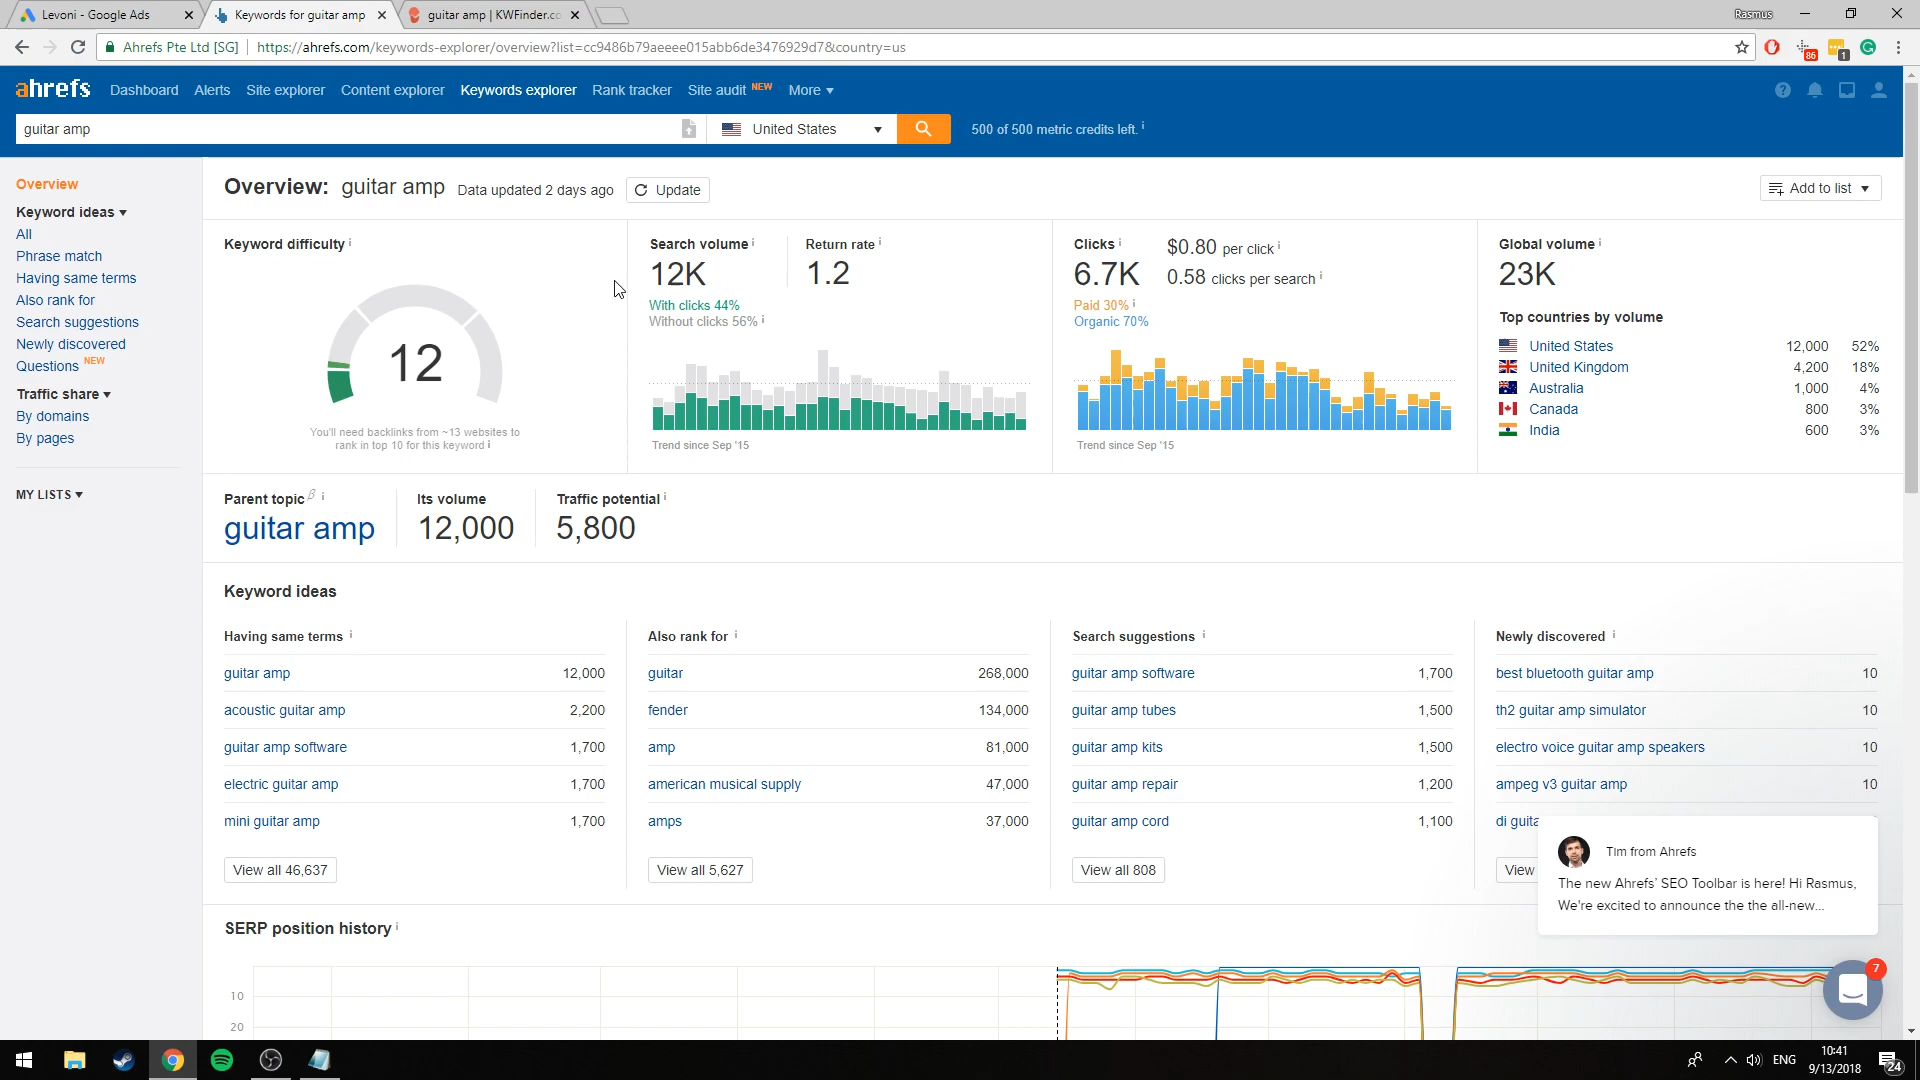 Levoni - Google Ads
Keywords for guitar amp
guitar amp | KWFinder.co
Rasmus
Ahrefs Pte Ltd [SG]
https://ahrefs.com/keywords-explorer/overview?list=cc9486b79aeeee015abb6de3476929d7&country=us
86
1
ahrefs
Dashboard
Alerts
Site explorer
Content explorer
Keywords explorer
Rank tracker
Site audit NEW
More
guitar amp
United States
500 of 500 metric credits left. i
Overview
Keyword ideas
All
Phrase match
Having same terms
Also rank for
Search suggestions
Newly discovered
Questions NEW
Traffic share
By domains
By pages
MY LISTS
Overview: guitar amp
Data updated 2 days ago
Update
Add to list
Keyword difficulty i
12
You'll need backlinks from ~13 websites to
rank in top 10 for this keyword i
Search volume i
12K
With clicks 44%
Without clicks 56% i
Return rate i
1.2
Trend since Sep '15
Clicks i
6.7K
Paid 30% i
Organic 70%
$0.80 per click i
0.58 clicks per search i
Trend since Sep '15
Global volume i
23K
Top countries by volume
United States 12,000 52%
United Kingdom 4,200 18%
Australia 1,000 4%
Canada 800 3%
India 600 3%
Parent topic β i
guitar amp
Its volume
12,000
Traffic potential i
5,800
Keyword ideas
Having same terms i
guitar amp 12,000
acoustic guitar amp 2,200
guitar amp software 1,700
electric guitar amp 1,700
mini guitar amp 1,700
View all 46,637
Also rank for i
guitar 268,000
fender 134,000
amp 81,000
american musical supply 47,000
amps 37,000
View all 5,627
Search suggestions i
guitar amp software 1,700
guitar amp tubes 1,500
guitar amp kits 1,500
guitar amp repair 1,200
guitar amp cord 1,100
View all 808
Newly discovered i
best bluetooth guitar amp 10
th2 guitar amp simulator 10
electro voice guitar amp speakers 10
ampeg v3 guitar amp 10
di guita
View
Tim from Ahrefs
The new Ahrefs' SEO Toolbar is here! Hi Rasmus,
We're excited to announce the the all-new...
7
SERP position history i
10
20
ENG
10:41
9/13/2018
24